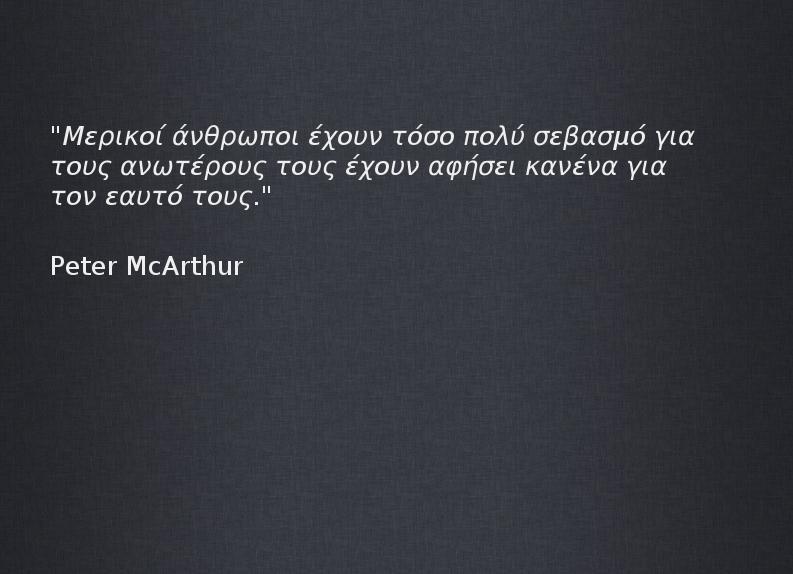 "Μερικοί άνθρωποι έχουν τόσο πολύ σεβασμό για
τους ανωτέρους τους έχουν αφήσει κανένα για
τον εαυτό τους."
Peter McArthur